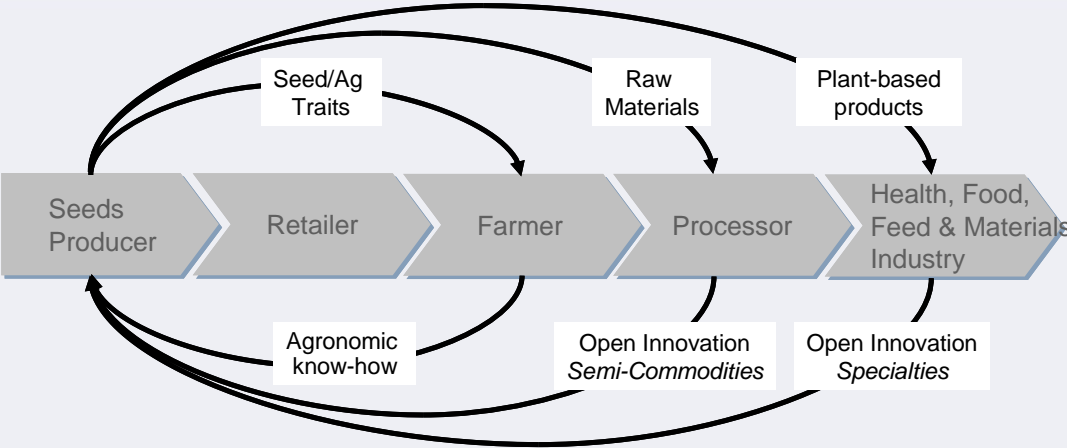 Seed/Ag
Traits
Raw
Materials
Plant-based
products
Seeds
Producer
Retailer
Farmer
Processor
Health, Food,
Feed & Materials
Industry
Agronomic
know-how
Open Innovation
Semi-Commodities
Open Innovation
Specialties